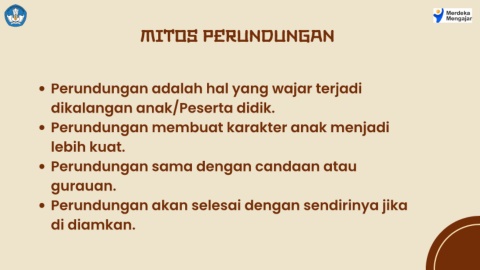 Merdeka
Mengajar
MITOS PERUNDUNGAN
• Perundungan adalah hal yang wajar terjadi
dikalangan anak/Peserta didik.
• Perundungan membuat karakter anak menjadi
lebih kuat.
• Perundungan sama dengan candaan atau
gurauan.
• Perundungan akan selesai dengan sendirinya jika
di diamkan.